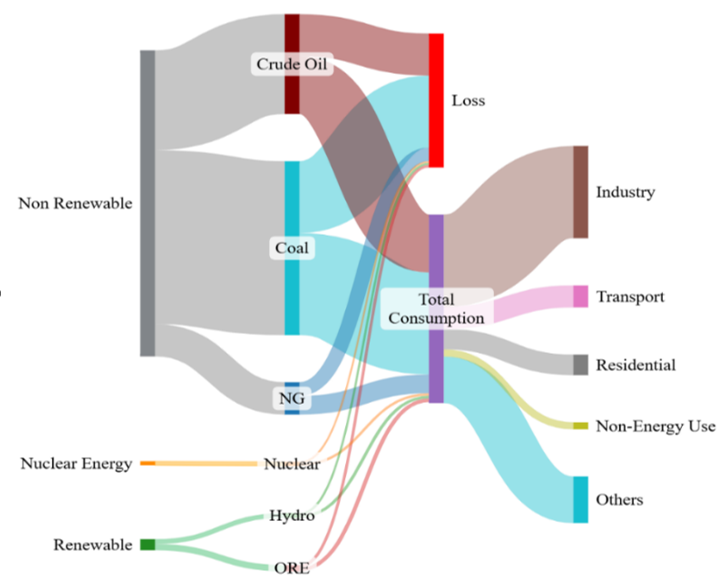 Crude Oil
Loss
Non Renewable
Industry
Coal
Transport
Total
Consumption
Residential
NG
Non-Energy Use
Nuclear Energy
Nuclear
Others
Hydro
Renewable
ORE